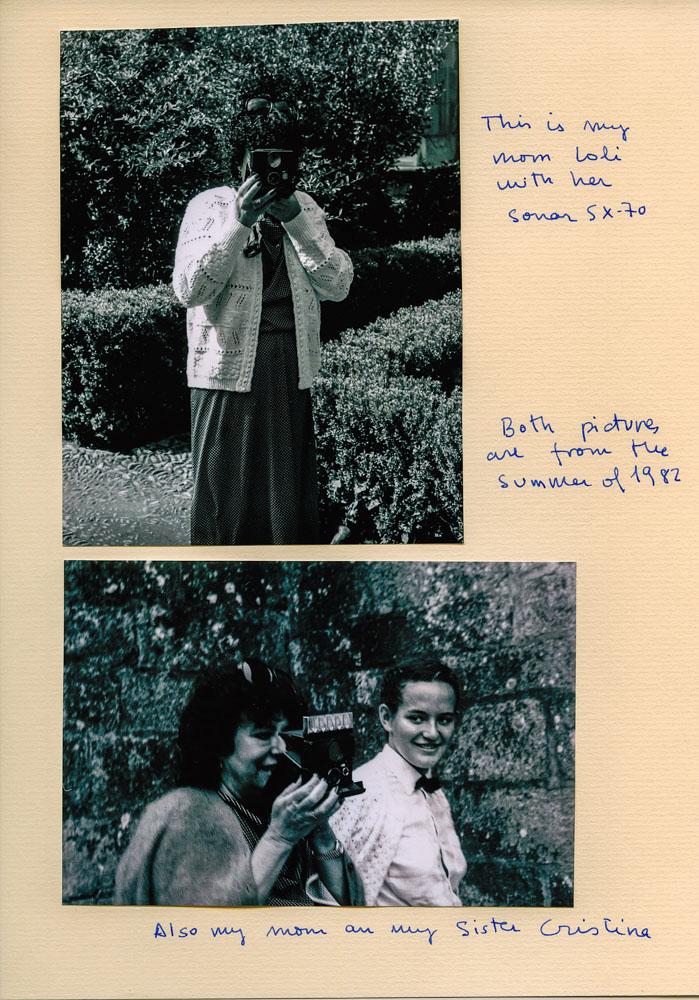 This is my
mom Loli
with her
sonar SX-70
Both pictures
are from the
summer of 1982
Also my mom an my Sister Cristina